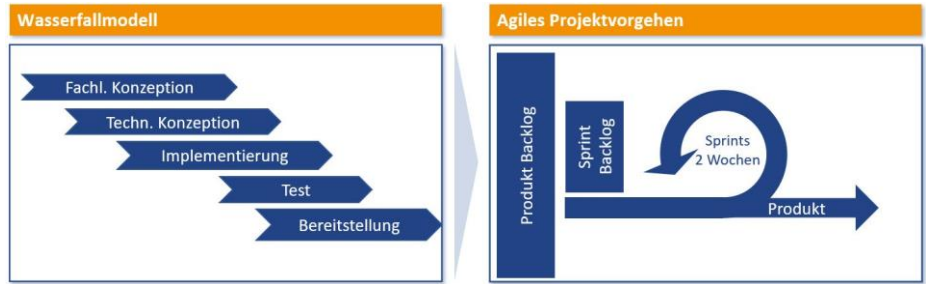 Wasserfallmodell
Fachl. Konzeption
Techn. Konzeption
Implementierung
Test
Bereitstellung
Agiles Projektvorgehen
Produkt Backlog
Sprint
Backlog
Sprints
2 Wochen
Produkt